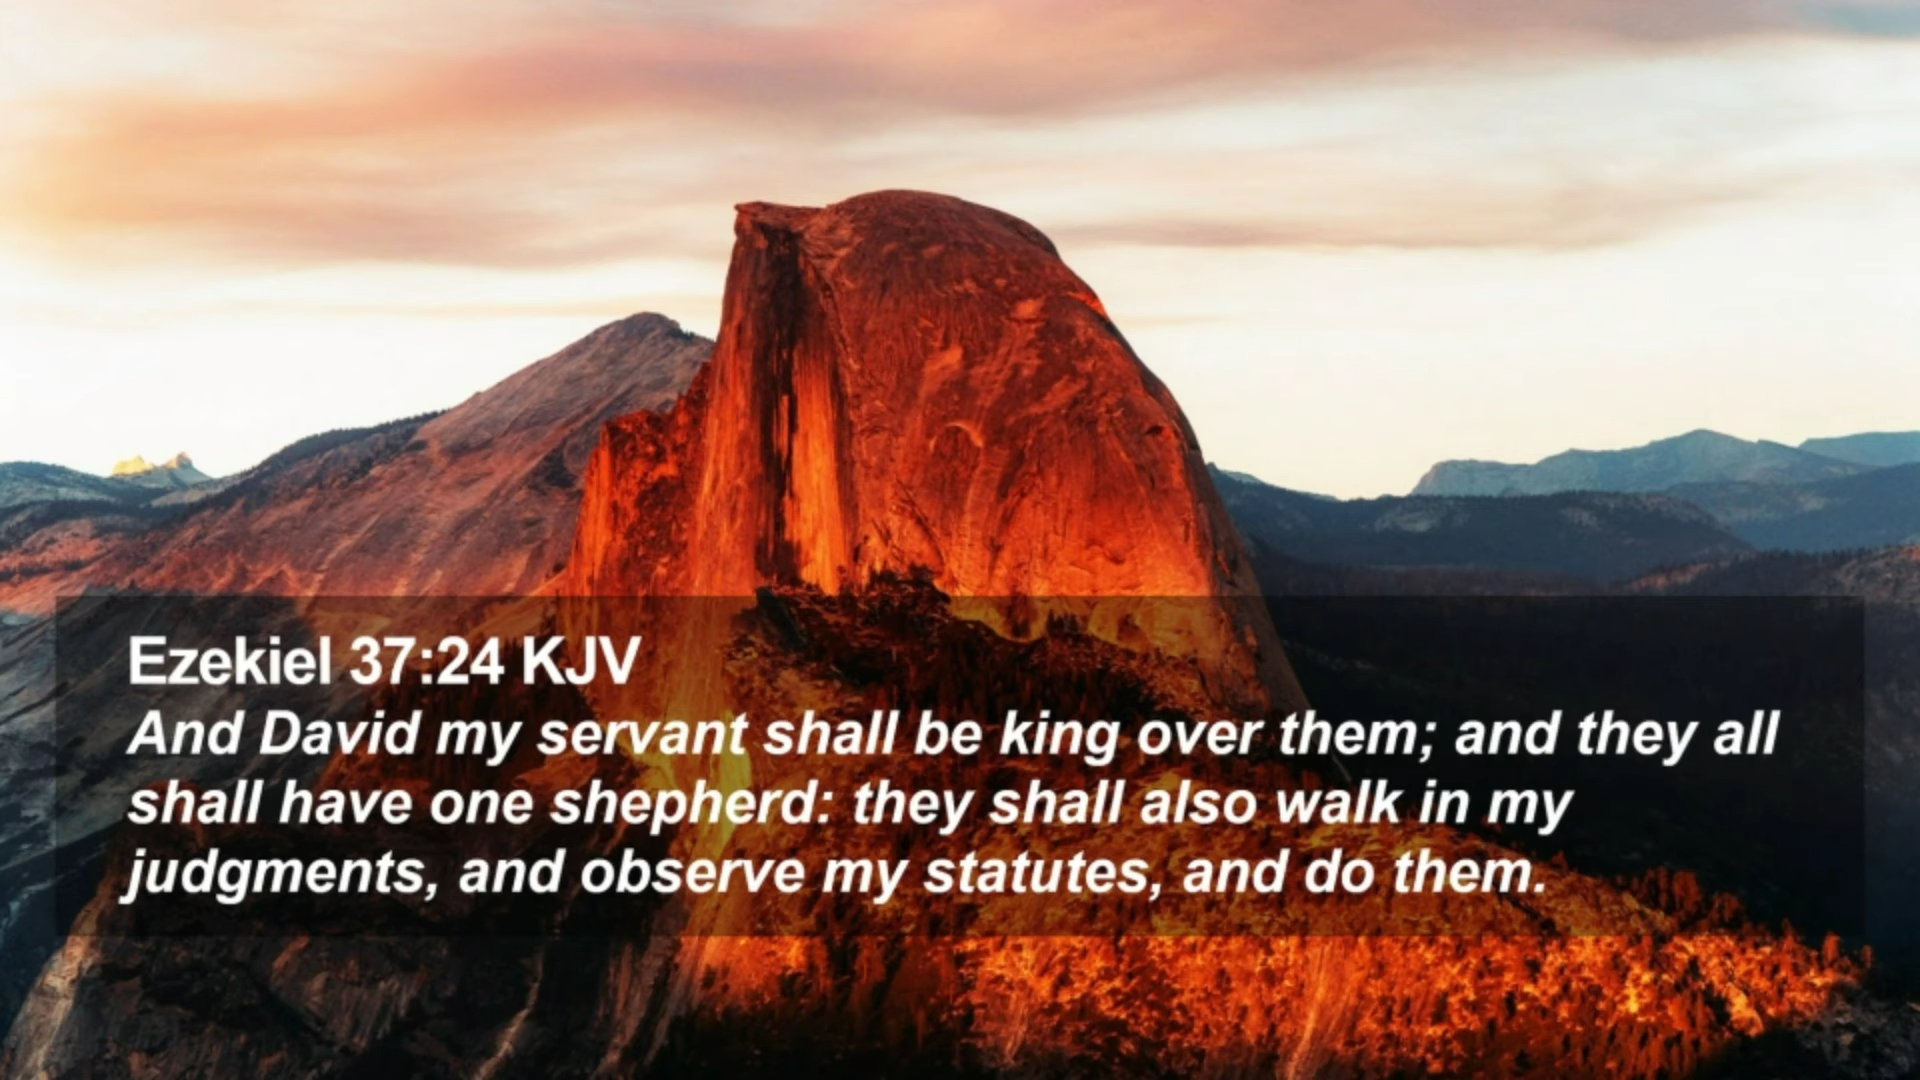 Ezekiel 37:24 KJV
And David my servant shall be king over them; and they all
shall have one shepherd: they shall also walk in my
judgments, and observe my statutes, and do them.